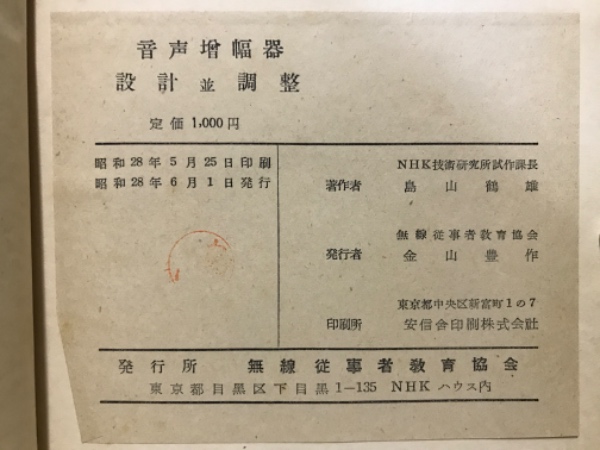 音声増幅器
設計並調整
定価 1,000円
昭和28年5月25日印刷
昭和28年6月1日発行
NHK技術研究所試作課長
著作者 島山鶴雄
無線従事者教育協会
発行者 金山豊作
東京都中央区新富町1の7
印刷所 安信舎印刷株式会社
発行所 無線従事者教育協会
東京都目黒区下目黒1—135 NHKハウス内